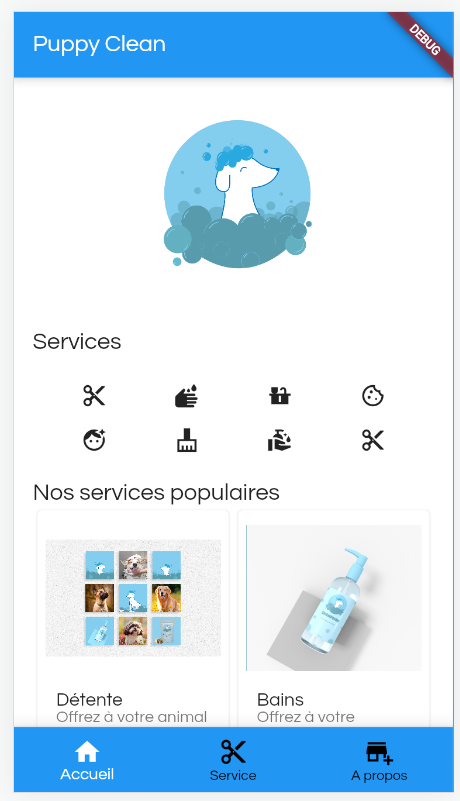 Puppy Clean
DEBUG
Services
Nos services populaires
Détente
Offrez à votre animal
Bains
Offrez à votre
Accueil
Service
A propos